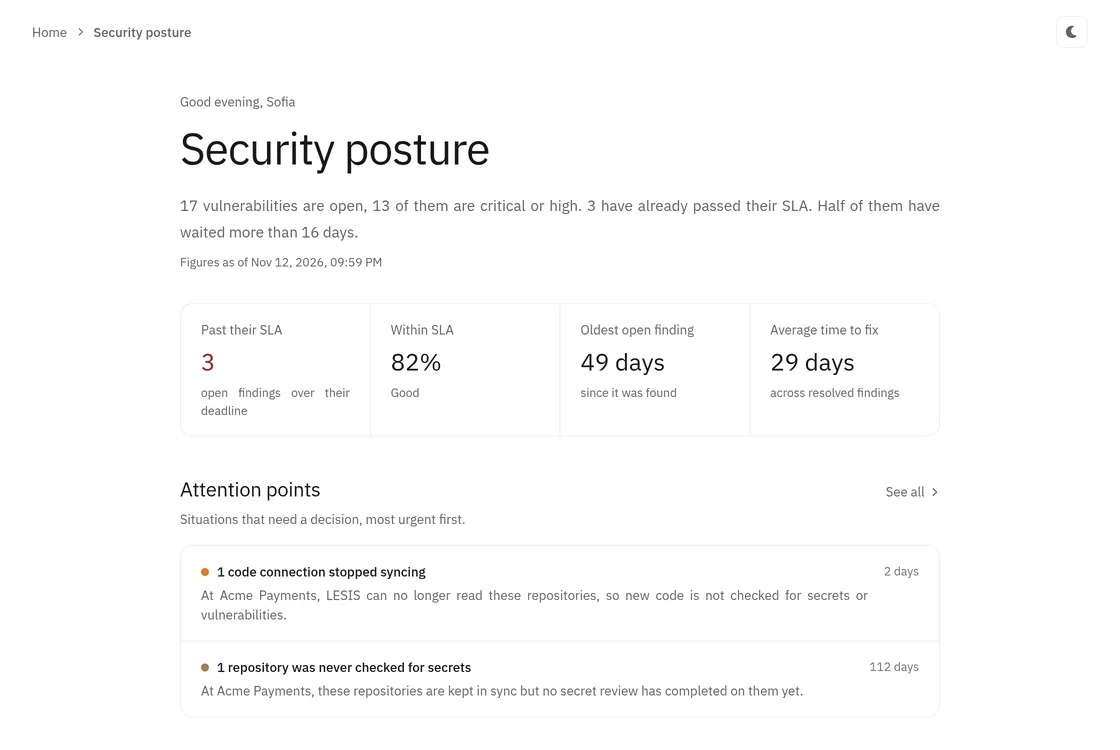 Home > Security posture
Good evening, Sofia
Security posture
17 vulnerabilities are open, 13 of them are critical or high. 3 have already passed their SLA. Half of them have
waited more than 16 days.
Figures as of Nov 12, 2026, 09:59 PM
Past their SLA
3
open findings over their
deadline
Within SLA
82%
Good
Oldest open finding
49 days
since it was found
Average time to fix
29 days
across resolved findings
Attention points
See all >
Situations that need a decision, most urgent first.
1 code connection stopped syncing
2 days
At Acme Payments, LESIS can no longer read these repositories, so new code is not checked for secrets or
vulnerabilities.
1 repository was never checked for secrets
112 days
At Acme Payments, these repositories are kept in sync but no secret review has completed on them yet.